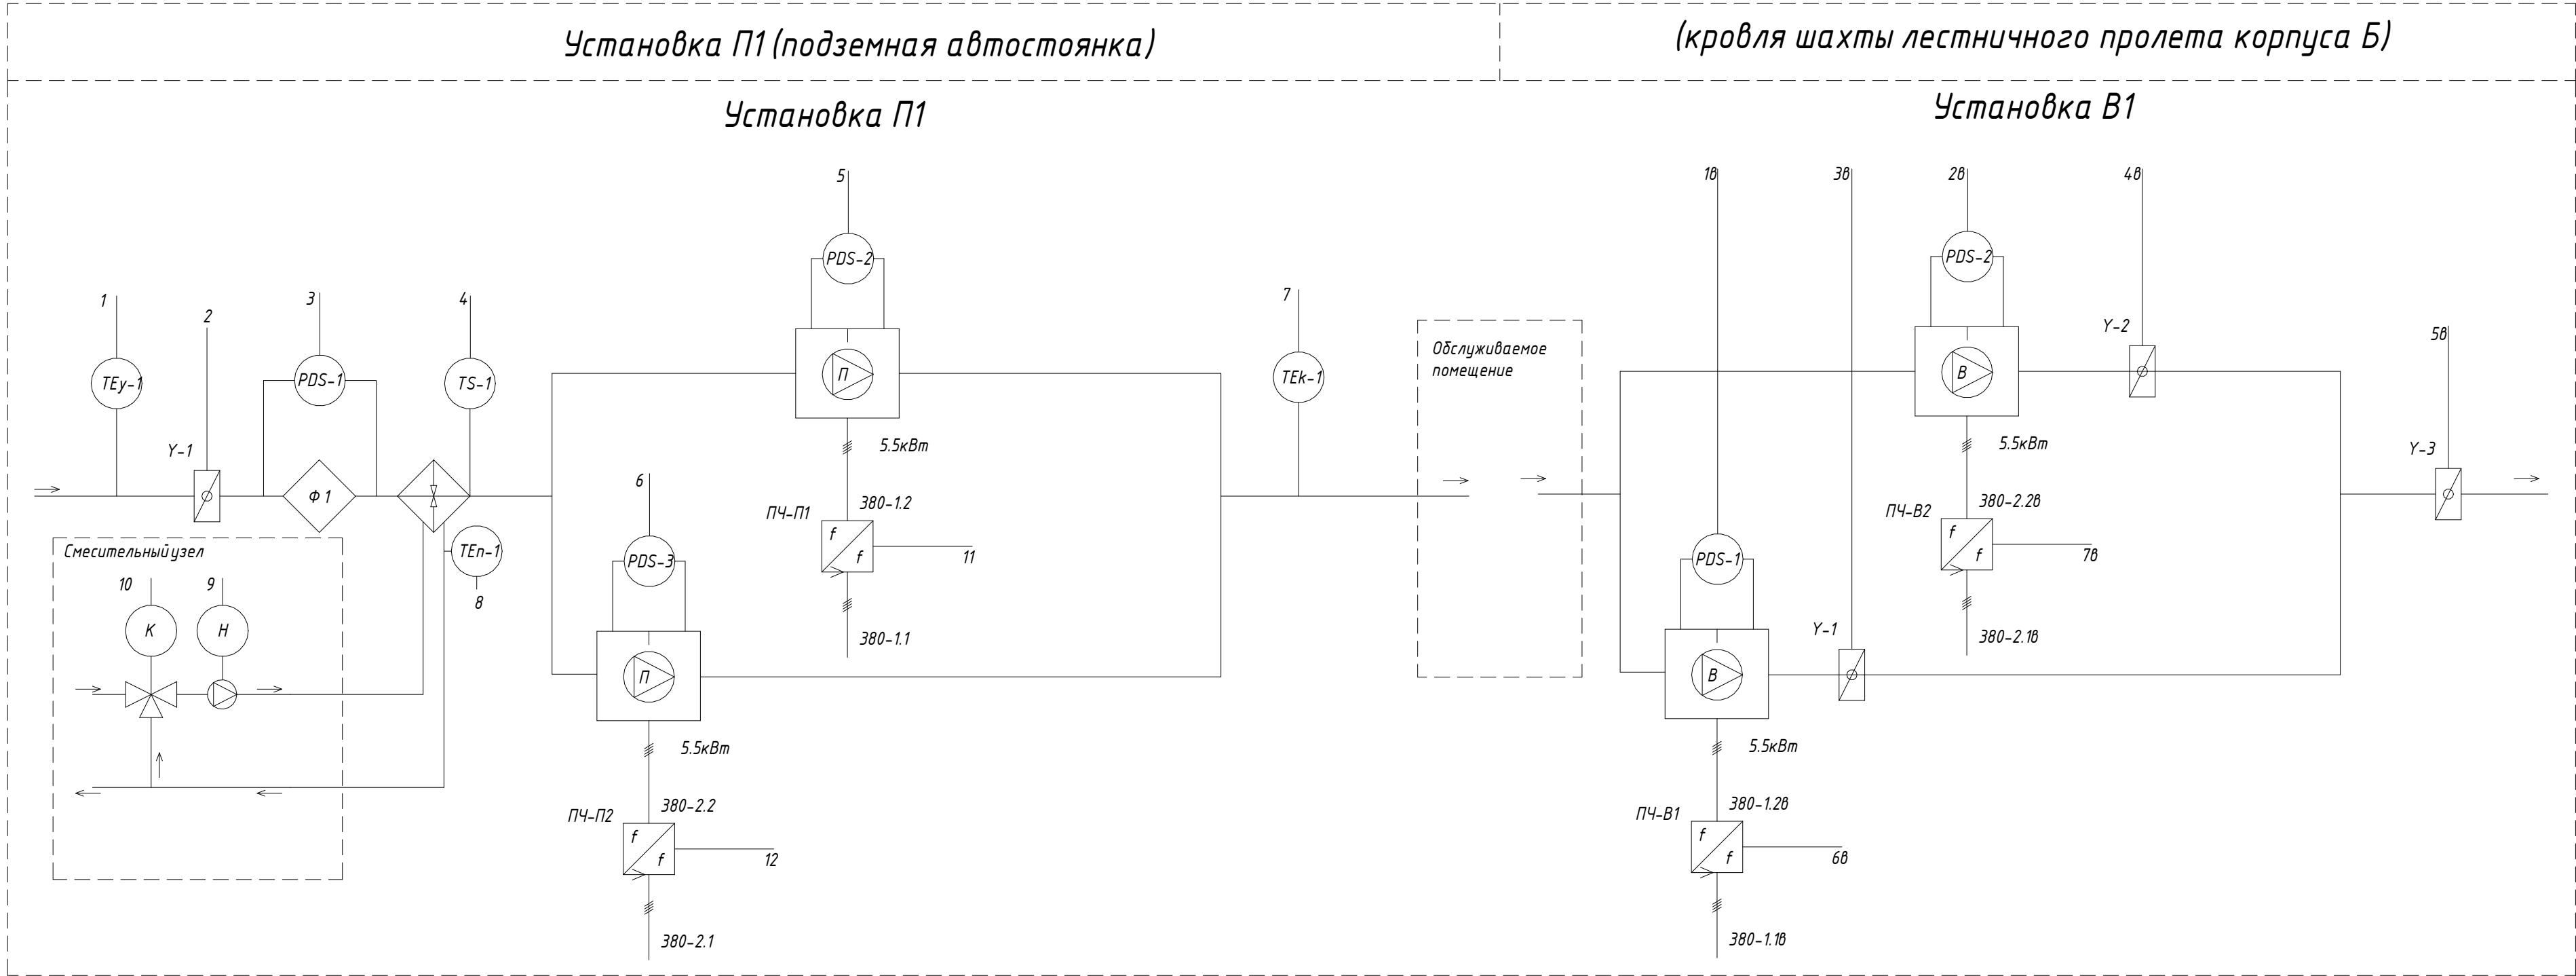 Установка П1 (подземная автостоянка)
(кровля шахты лестничного пролета корпуса Б)
Установка П1
Установка В1
1
TEy-1
2
Y-1
3
PDS-1
Ф1
4
TS-1
TEn-1
8
Смесительный узел
10
9
К
Н
5
PDS-2
П
5.5кВт
380-1.2
ПЧ-П1
f
f
11
380-1.1
6
PDS-3
П
5.5кВт
380-2.2
ПЧ-П2
f
f
12
380-2.1
7
TEk-1
Обслуживаемое
помещение
1в
PDS-1
В
5.5кВт
380-1.2в
ПЧ-В1
f
f
6в
380-1.1в
3в
Y-1
2в
PDS-2
В
5.5кВт
380-2.2в
ПЧ-В2
f
f
7в
380-2.1в
4в
Y-2
5в
Y-3